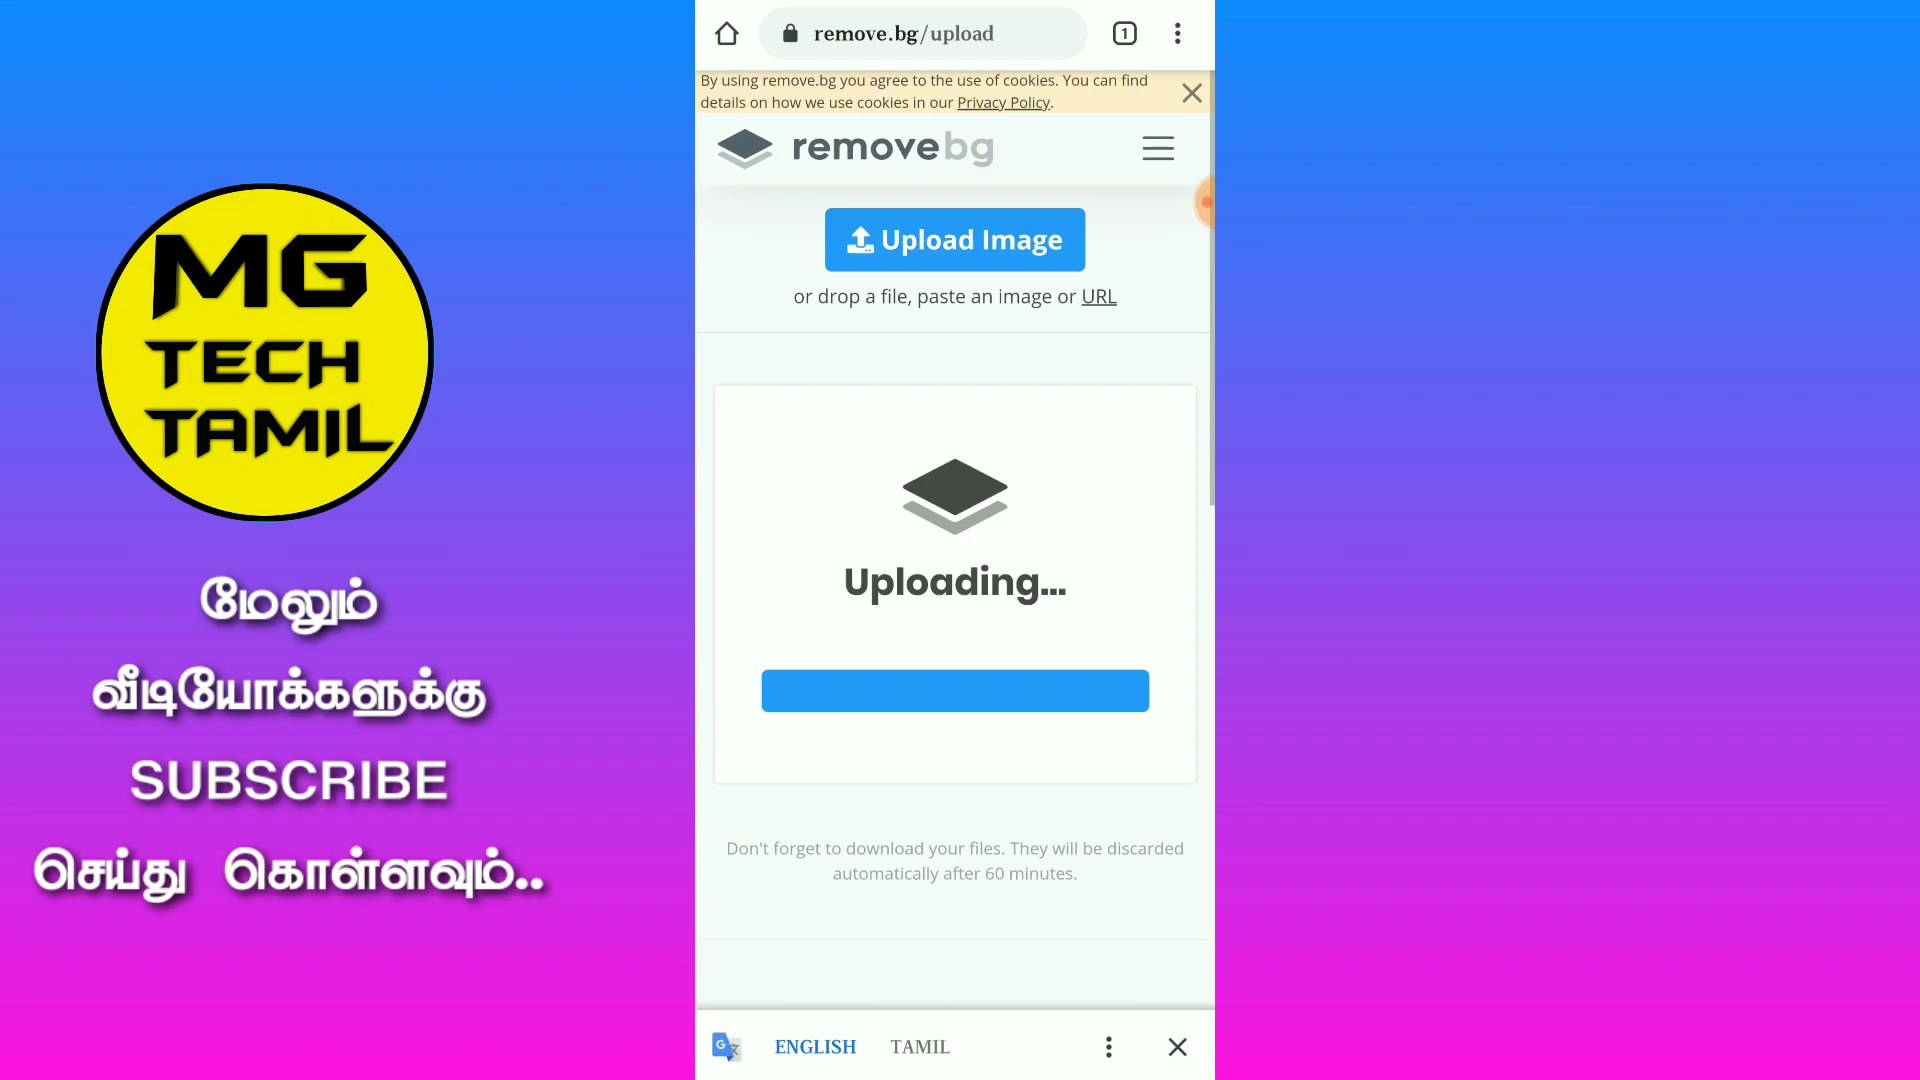 MG
TECH
TAMIL
மேலும்
வீடியோக்களுக்கு
SUBSCRIBE
செய்து கொள்ளவும்..
remove.bg/upload
1
By using remove.bg you agree to the use of cookies. You can find
details on how we use cookies in our Privacy Policy.
removebg
Upload Image
or drop a file, paste an image or URL
Uploading...
Don't forget to download your files. They will be discarded
automatically after 60 minutes.
ENGLISH TAMIL